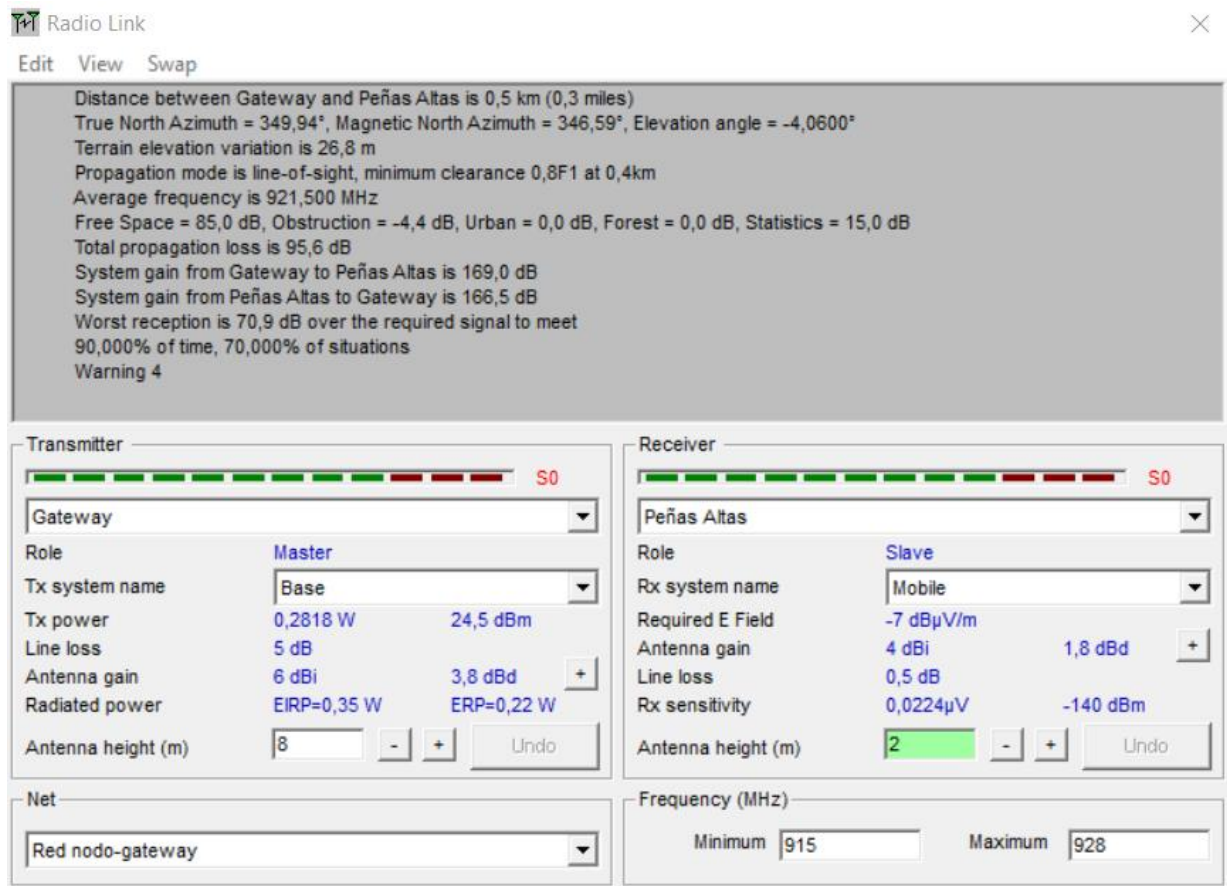 Radio Link
Edit View Swap
Distance between Gateway and Peñas Altas is 0,5 km (0,3 miles)
True North Azimuth = 349,94°, Magnetic North Azimuth = 346,59°, Elevation angle = -4,0600°
Terrain elevation variation is 26,8 m
Propagation mode is line-of-sight, minimum clearance 0,8F1 at 0,4km
Average frequency is 921,500 MHz
Free Space = 85,0 dB, Obstruction = -4,4 dB, Urban = 0,0 dB, Forest = 0,0 dB, Statistics = 15,0 dB
Total propagation loss is 95,6 dB
System gain from Gateway to Peñas Altas is 169,0 dB
System gain from Peñas Altas to Gateway is 166,5 dB
Worst reception is 70,9 dB over the required signal to meet
90,000% of time, 70,000% of situations
Warning 4
Transmitter
S0
Gateway
Role Master
Tx system name Base
Tx power 0,2818 W 24,5 dBm
Line loss 5 dB
Antenna gain 6 dBi 3,8 dBd +
Radiated power EIRP=0,35 W ERP=0,22 W
Antenna height (m) 8 - + Undo
Receiver
S0
Peñas Altas
Role Slave
Rx system name Mobile
Required E Field -7 dBµV/m
Antenna gain 4 dBi 1,8 dBd +
Line loss 0,5 dB
Rx sensitivity 0,0224µV -140 dBm
Antenna height (m) 2 - + Undo
Net
Red nodo-gateway
Frequency (MHz)
Minimum 915 Maximum 928